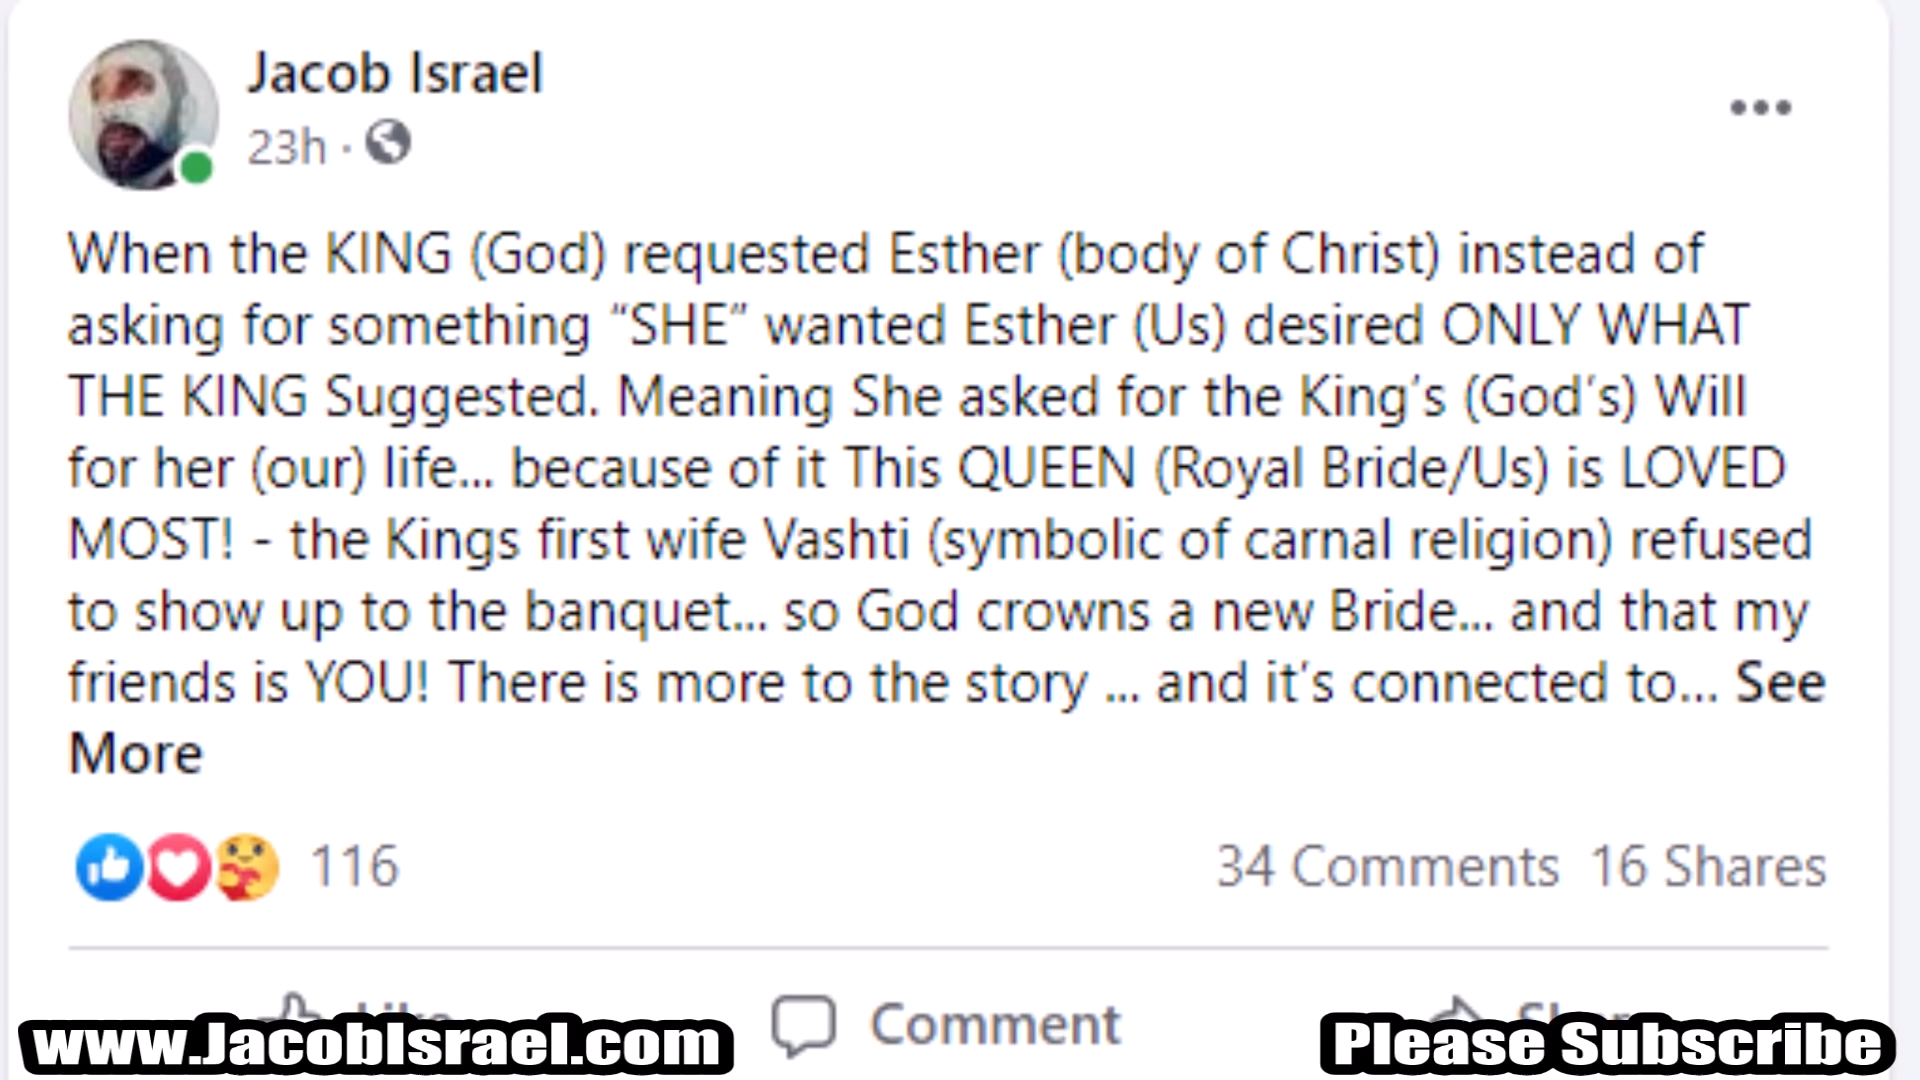 Jacob Israel
23h ·
When the KING (God) requested Esther (body of Christ) instead of
asking for something “SHE” wanted Esther (Us) desired ONLY WHAT
THE KING Suggested. Meaning She asked for the King's (God's) Will
for her (our) life... because of it This QUEEN (Royal Bride/Us) is LOVED
MOST! - the Kings first wife Vashti (symbolic of carnal religion) refused
to show up to the banquet... so God crowns a new Bride... and that my
friends is YOU! There is more to the story ... and it's connected to... See
More
116 34 Comments 16 Shares
Like Comment Share
www.JacobIsrael.com Please Subscribe